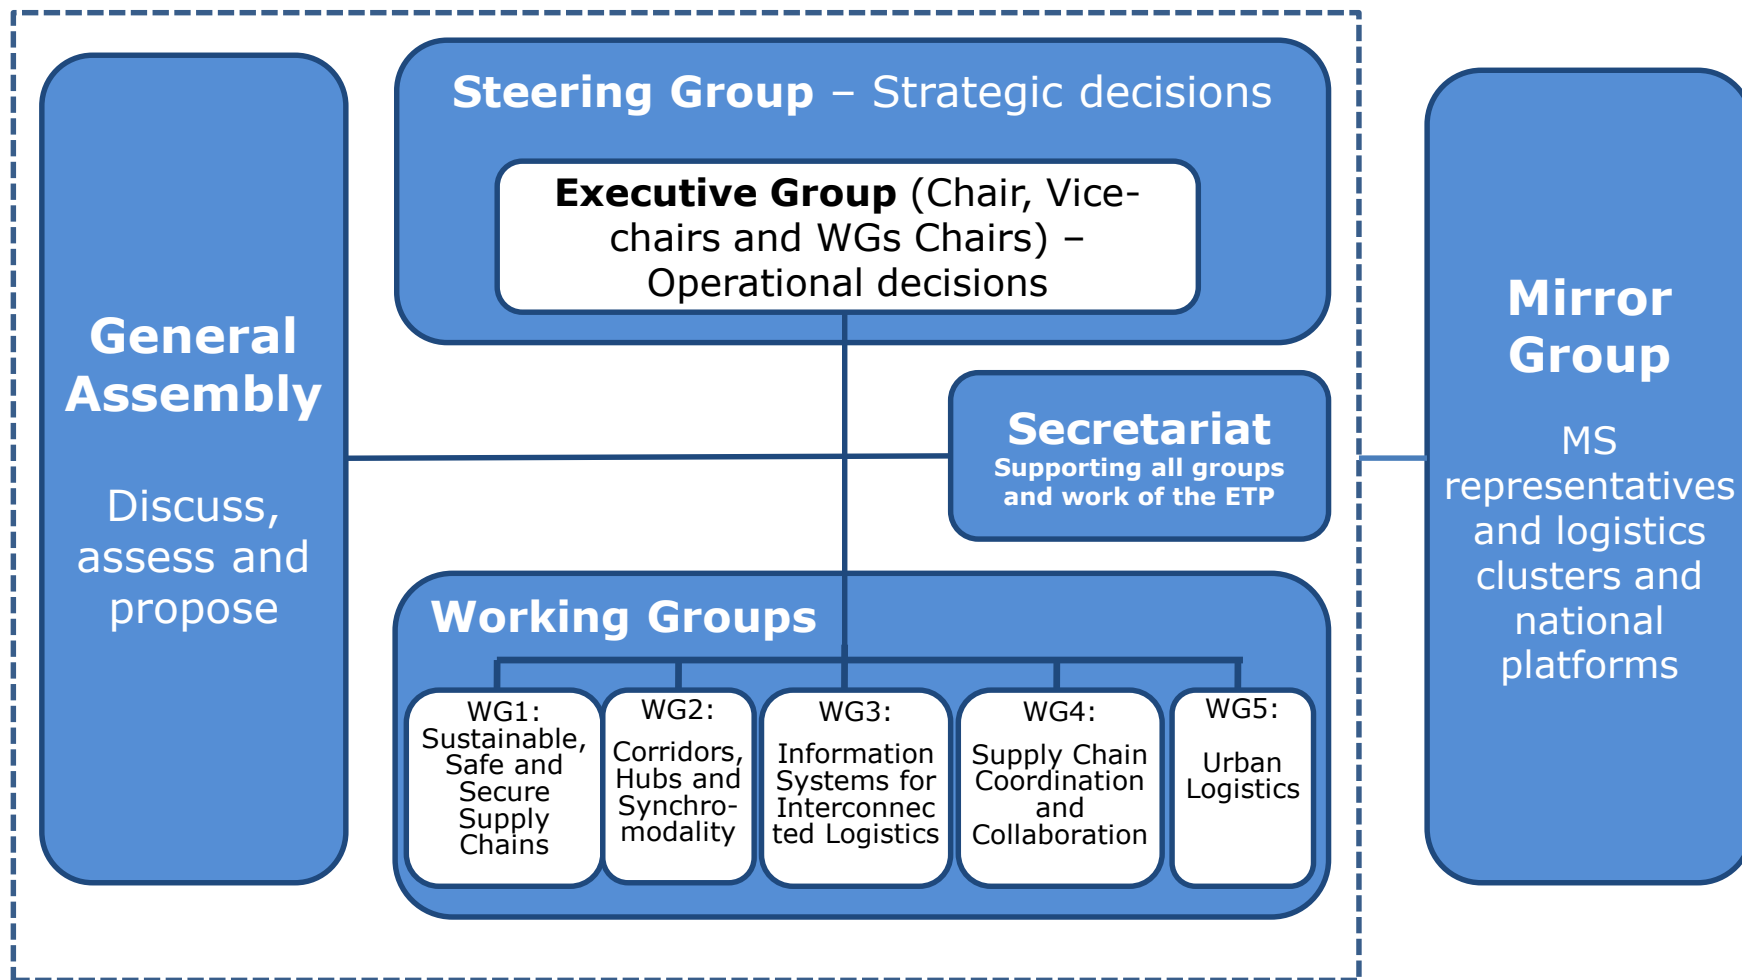 General
Assembly
Discuss,
assess and
propose
Steering Group – Strategic decisions
Executive Group (Chair, Vice-
chairs and WGs Chairs) –
Operational decisions
Secretariat
Supporting all groups
and work of the ETP
Working Groups
WG1:
Sustainable,
Safe and
Secure
Supply
Chains
WG2:
Corridors,
Hubs and
Synchro-
modality
WG3:
Information
Systems for
Interconnec
ted Logistics
WG4:
Supply Chain
Coordination
and
Collaboration
WG5:
Urban
Logistics
Mirror
Group
MS
representatives
and logistics
clusters and
national
platforms